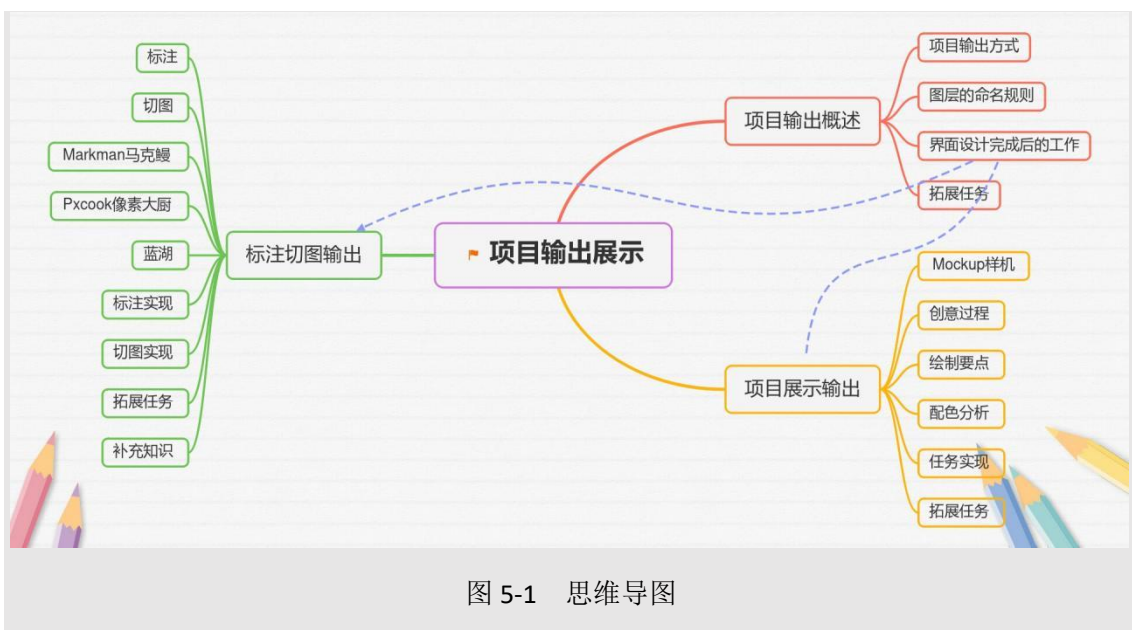 项目输出展示
项目输出概述
项目输出方式
图层的命名规则
界面设计完成后的工作
拓展任务
标注切图输出
标注
切图
Markman马克鳗
Pxcook像素大厨
蓝湖
标注实现
切图实现
拓展任务
补充知识
项目展示输出
Mockup样机
创意过程
绘制要点
配色分析
任务实现
拓展任务
图 5-1 思维导图